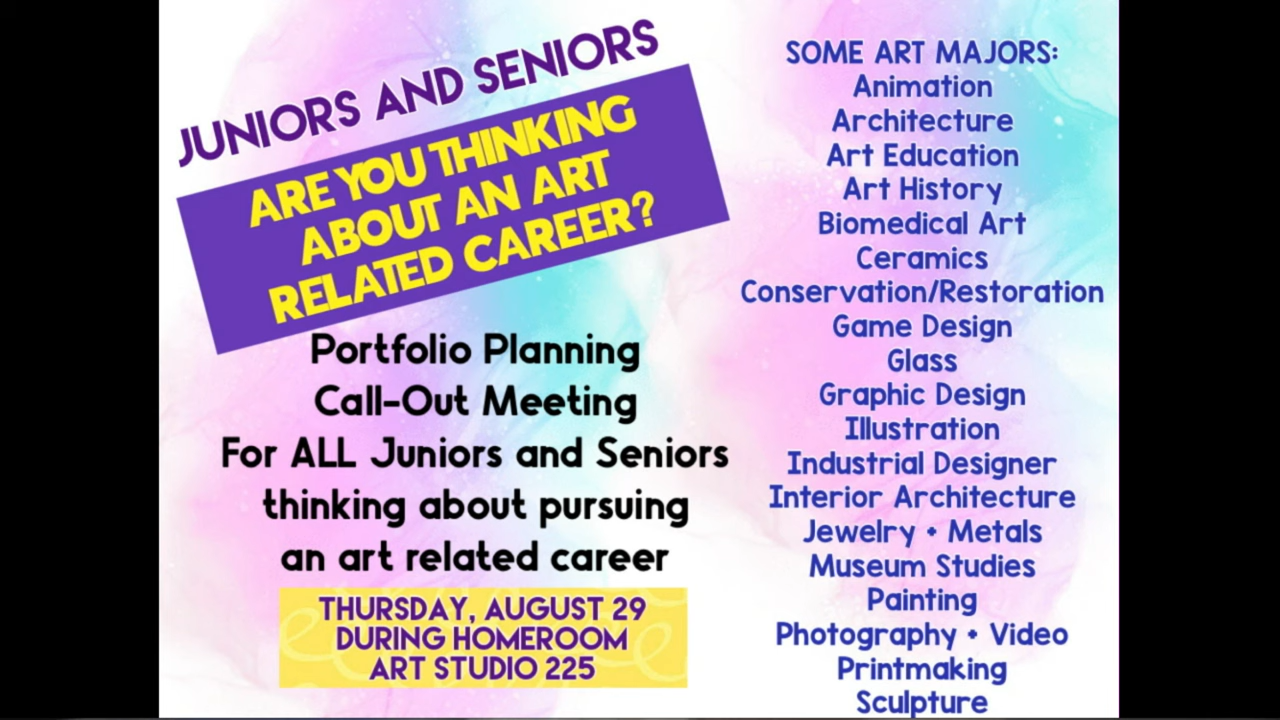 JUNIORS AND SENIORS
ARE YOU THINKING
ABOUT AN ART
RELATED CAREER?
Portfolio Planning
Call-Out Meeting
For ALL Juniors and Seniors
thinking about pursuing
an art related career
THURSDAY, AUGUST 29
DURING HOMEROOM
ART STUDIO 225
SOME ART MAJORS:
Animation
Architecture
Art Education
Art History
Biomedical Art
Ceramics
Conservation/Restoration
Game Design
Glass
Graphic Design
Illustration
Industrial Designer
Interior Architecture
Jewelry + Metals
Museum Studies
Painting
Photography + Video
Printmaking
Sculpture